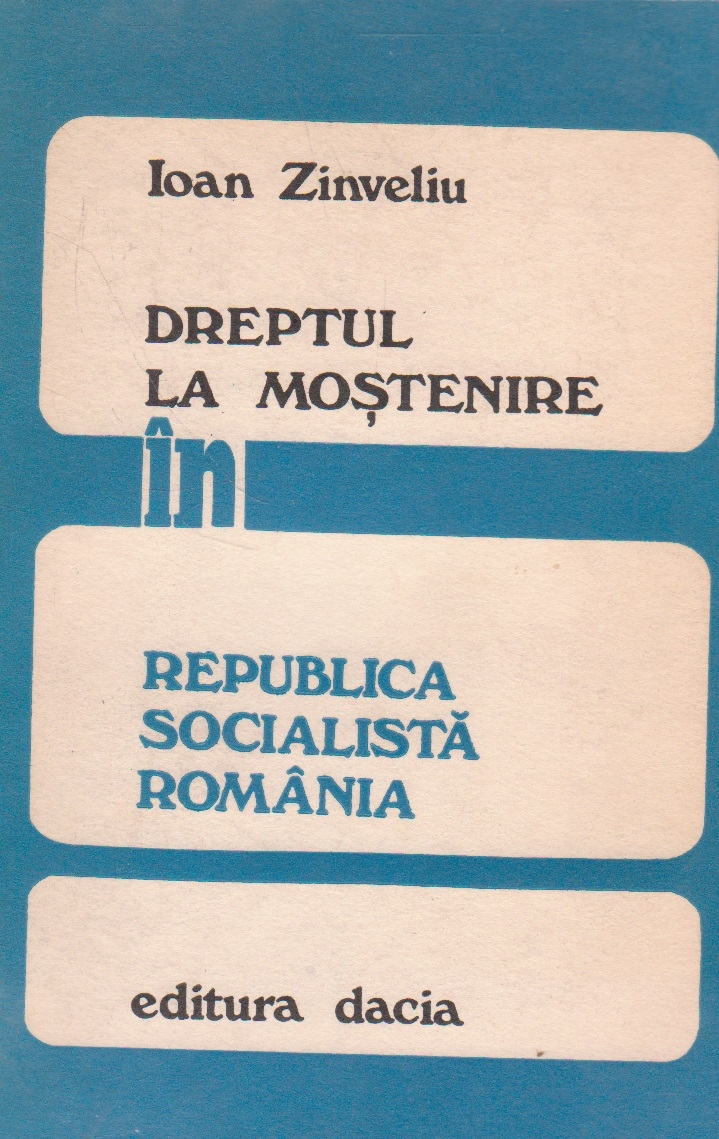 Ioan Zinveliu
DREPTUL
LA MOȘTENIRE
în
REPUBLICA
SOCIALISTĂ
ROMÂNIA
editura dacia